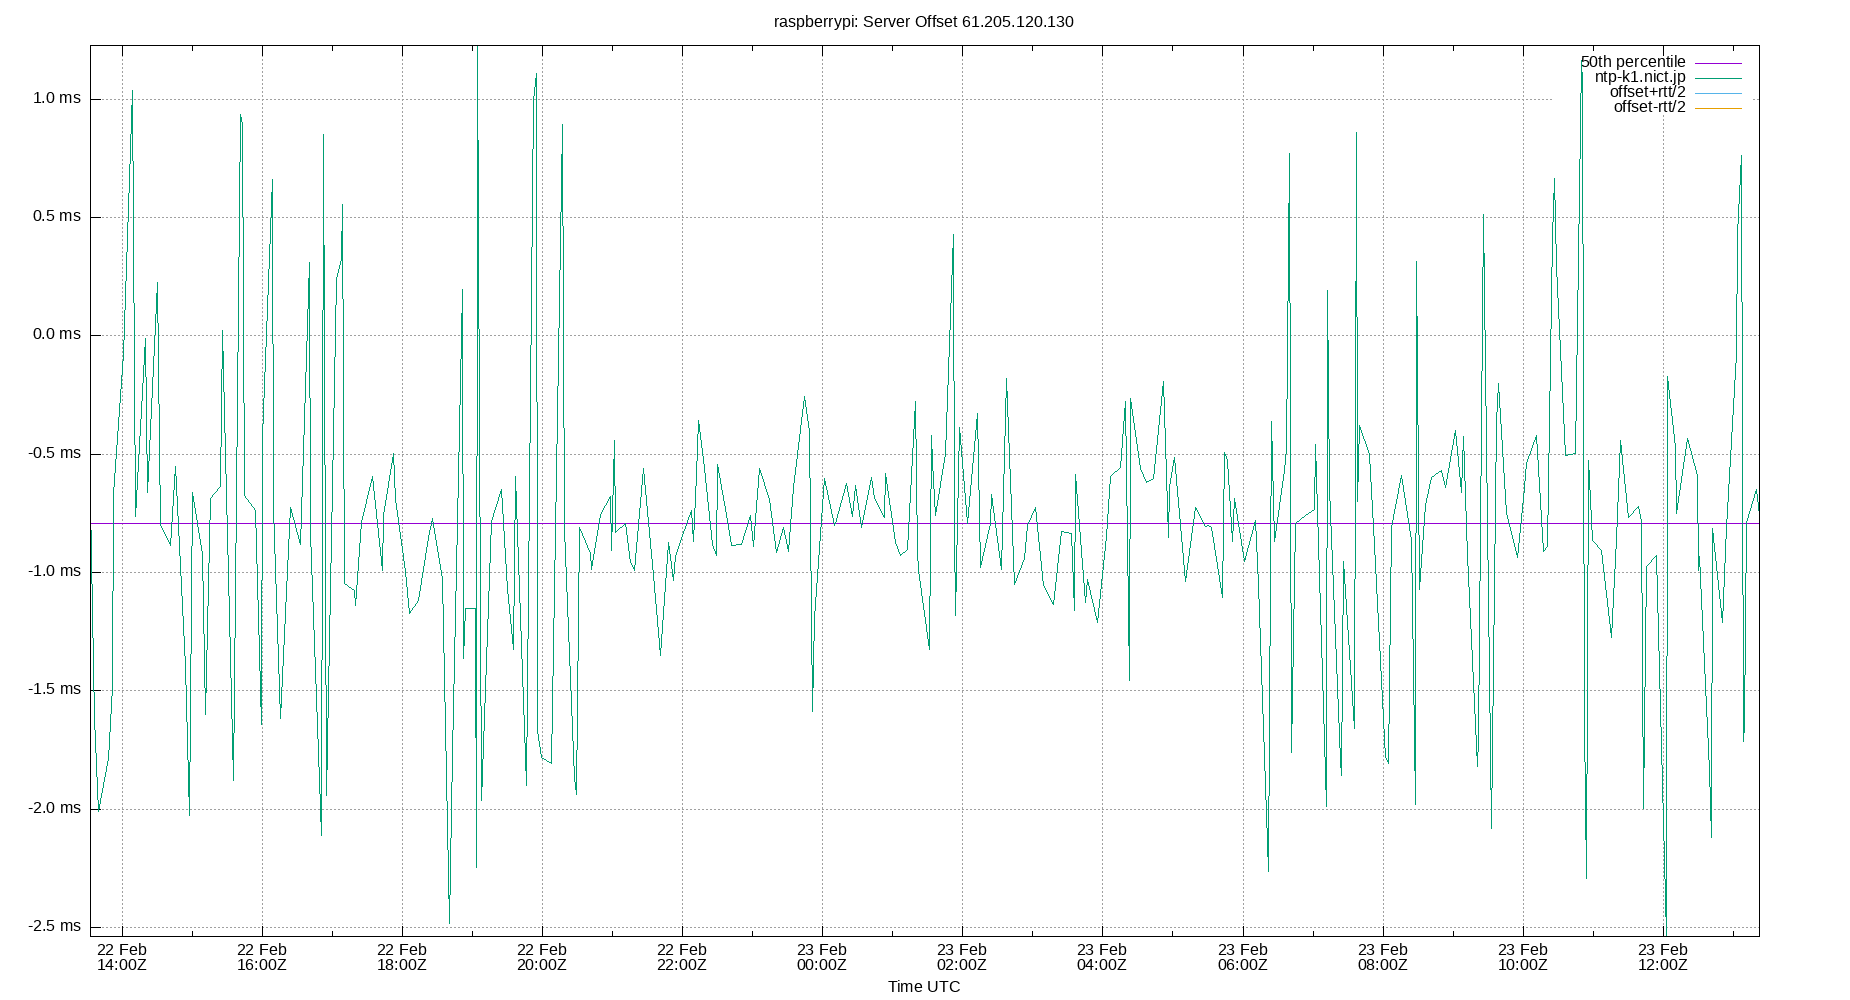 raspberrypi: Server Offset 61.205.120.130
50th percentile
ntp-k1.nict.jp
offset+rtt/2
offset-rtt/2
1.0 ms
0.5 ms
0.0 ms
-0.5 ms
-1.0 ms
-1.5 ms
-2.0 ms
-2.5 ms
22 Feb 22 Feb 22 Feb 22 Feb 22 Feb 23 Feb 23 Feb 23 Feb 23 Feb 23 Feb 23 Feb 23 Feb
14:00Z 16:00Z 18:00Z 20:00Z 22:00Z 00:00Z 02:00Z 04:00Z 06:00Z 08:00Z 10:00Z 12:00Z
Time UTC